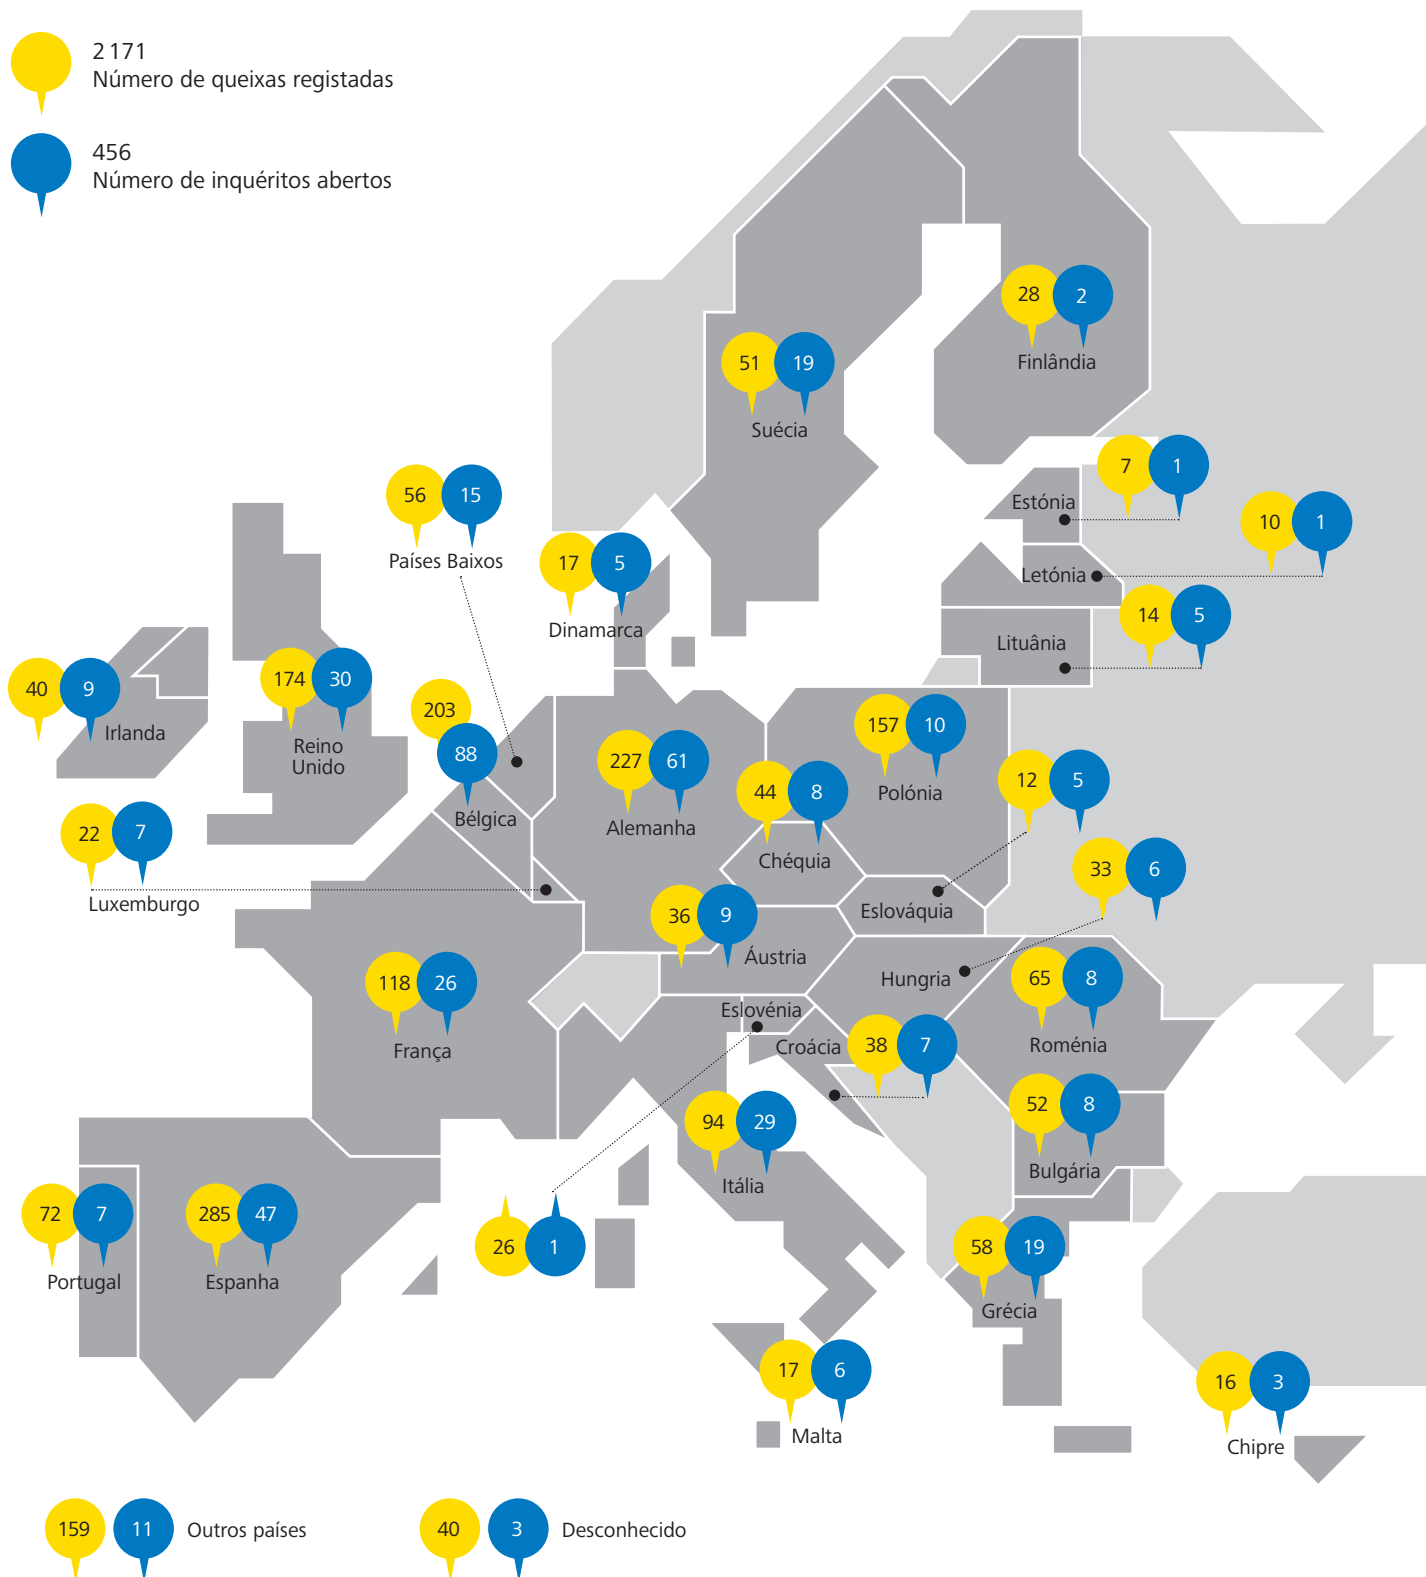 2 171
Número de queixas registadas
456
Número de inquéritos abertos
28
2
Finlândia
51
19
Suécia
7
1
Estónia
10
1
Letónia
56
15
Países Baixos
17
5
Dinamarca
14
5
Lituânia
40
9
Irlanda
174
30
Reino
Unido
203
88
Bélgica
227
61
Alemanha
157
10
Polónia
44
8
Chéquia
12
5
Eslováquia
22
7
Luxemburgo
33
6
Hungria
36
9
Áustria
118
26
França
65
8
Roménia
Eslovénia
26
1
Croácia
38
7
52
8
Bulgária
94
29
Itália
72
7
Portugal
285
47
Espanha
58
19
Grécia
17
6
Malta
16
3
Chipre
159
11
Outros países
40
3
Desconhecido